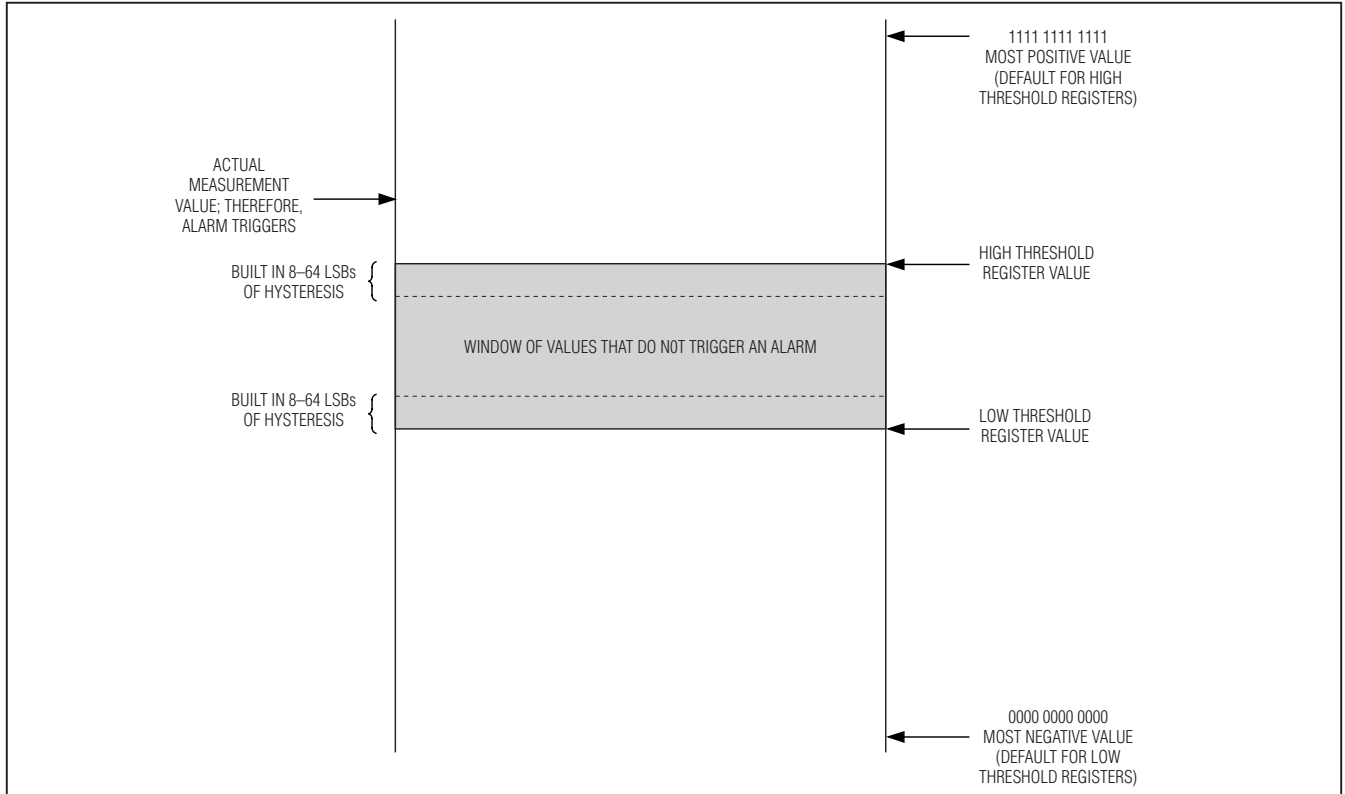 1111 1111 1111
MOST POSITIVE VALUE
(DEFAULT FOR HIGH
THRESHOLD REGISTERS)
ACTUAL
MEASUREMENT
VALUE; THEREFORE,
ALARM TRIGGERS
HIGH THRESHOLD
REGISTER VALUE
BUILT IN 8–64 LSBs
OF HYSTERESIS
WINDOW OF VALUES THAT DO NOT TRIGGER AN ALARM
BUILT IN 8–64 LSBs
OF HYSTERESIS
LOW THRESHOLD
REGISTER VALUE
0000 0000 0000
MOST NEGATIVE VALUE
(DEFAULT FOR LOW
THRESHOLD REGISTERS)